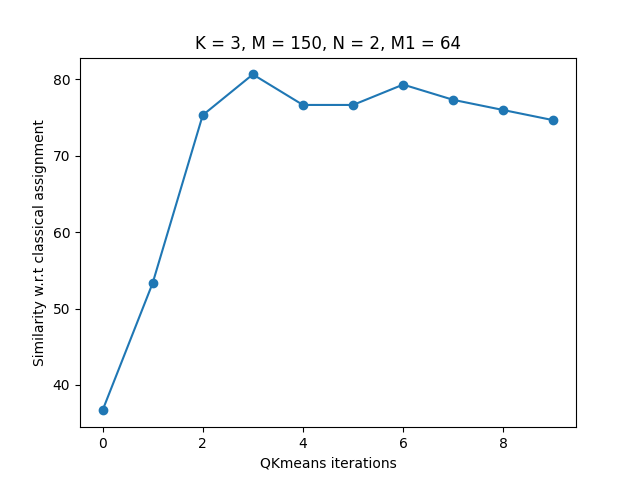 K = 3, M = 150, N = 2, M1 = 64
Similarity w.r.t classical assignment
80
70
60
50
40
0 2 4 6 8
QKmeans iterations